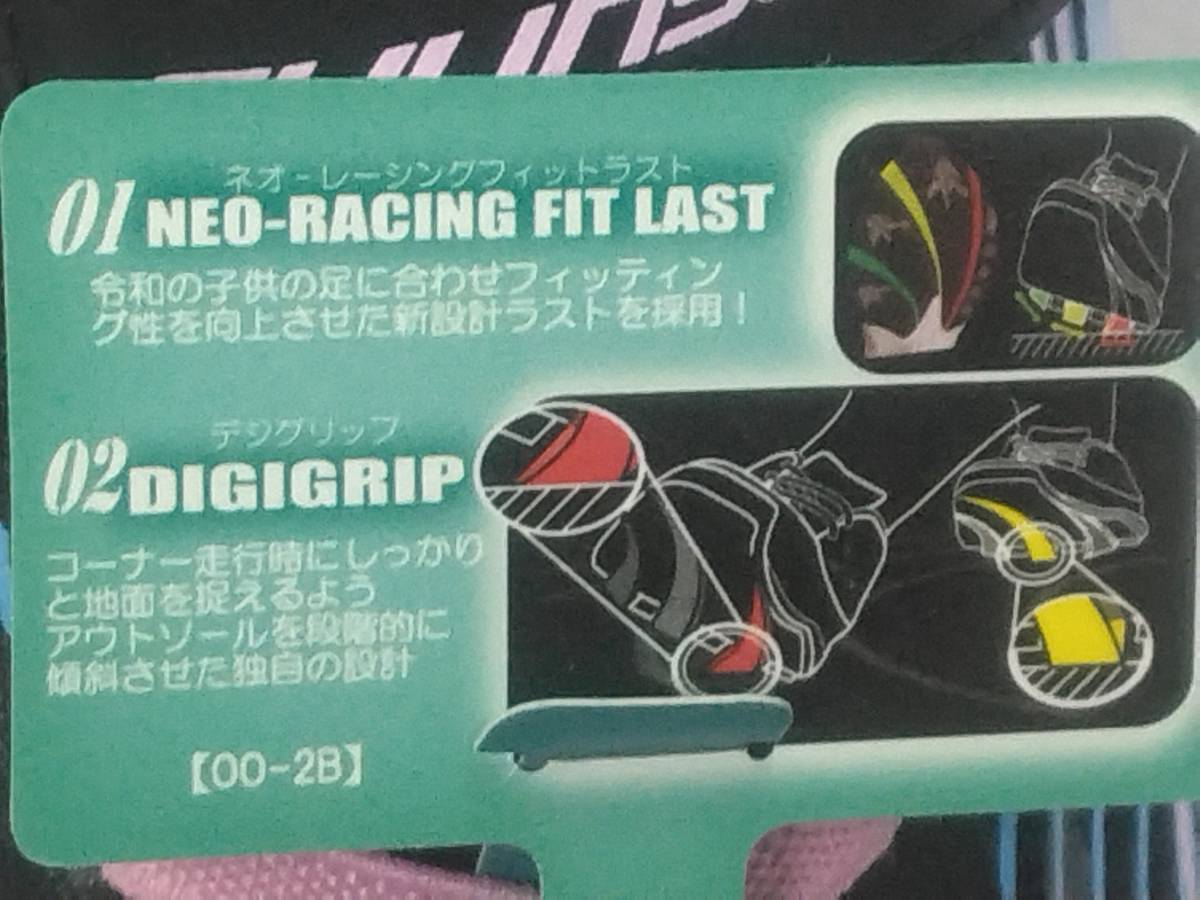 ネオ-レーシングフィットラスト
01 NEO-RACING FIT LAST
令和の子供の足に合わせフィッティン
グ性を向上させた新設計ラストを採用！
デジグリップ
02 DIGIGRIP
コーナー走行時にしっかり
と地面を捉えるよう
アウトソールを段階的に
傾斜させた独自の設計
【00-2B】